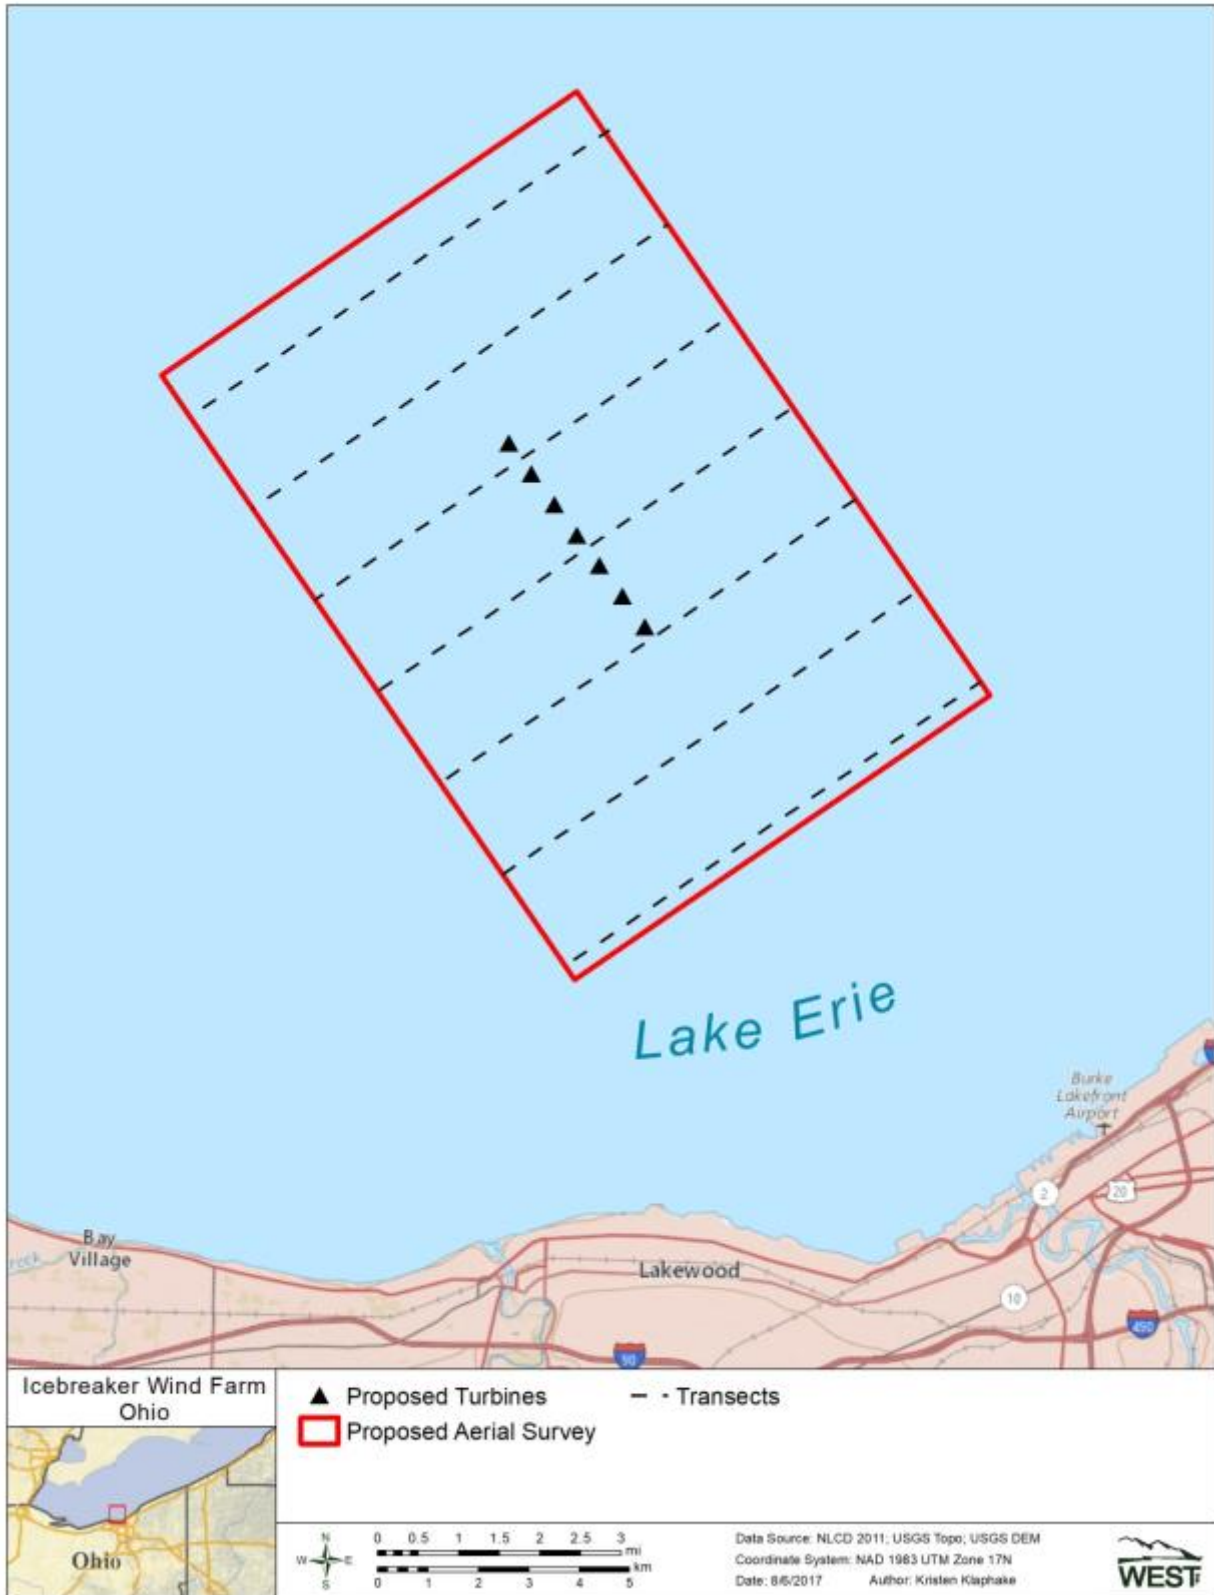 Lake Erie
Burke
Lakefront
Airport
2
20
Bay
Village
reek
Lakewood
10
490
90
Icebreaker Wind Farm
Ohio
Ohio
Proposed Turbines
Transects
Proposed Aerial Survey
N
W E
S
0 0.5 1 1.5 2 2.5 3
mi
km
0 1 2 3 4 5
Data Source: NLCD 2011; USGS Topo; USGS DEM
Coordinate System: NAD 1983 UTM Zone 17N
Date: 8/6/2017 Author: Kristen Klaphake
WEST